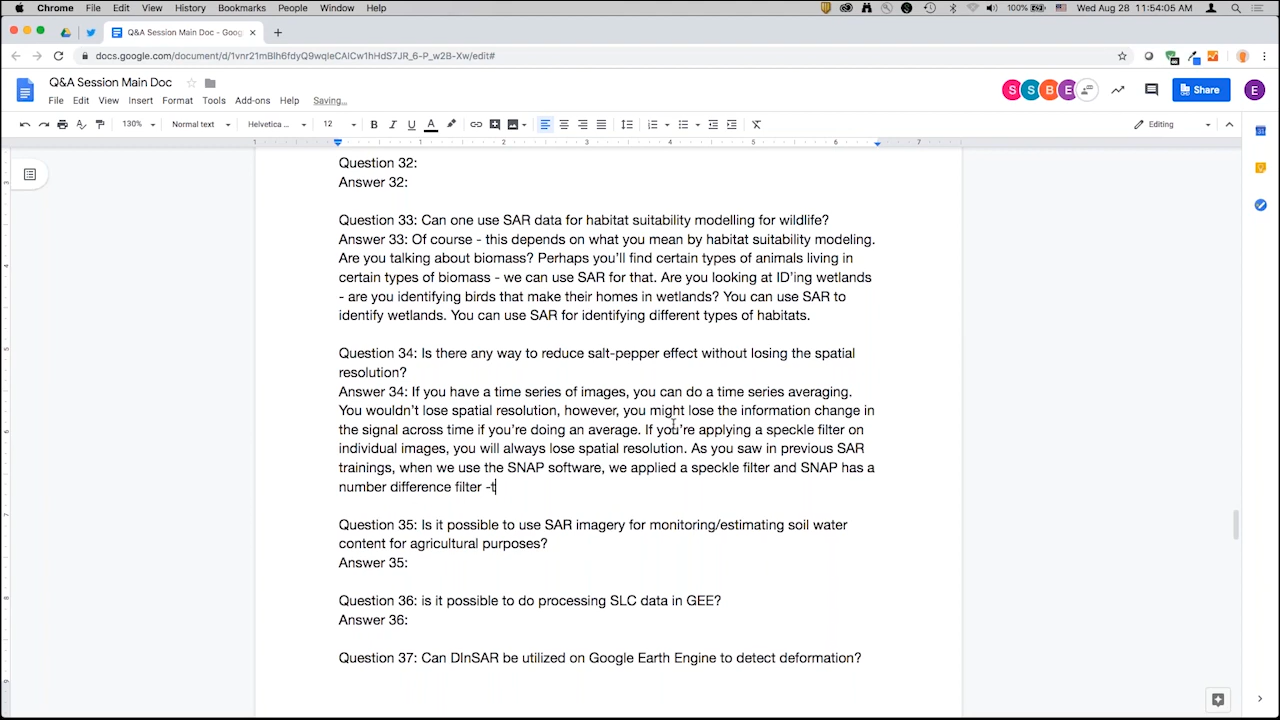 Chrome File Edit View History Bookmarks People Window Help 100% Wed Aug 28 11:54:05 AM
Q&A Session Main Doc - Goog
docs.google.com/document/d/1vnr21mBlh6fdyQ9wqIeCAlCw1hHdS7JR_6-P_w2B-Xw/edit#
Q&A Session Main Doc
File Edit View Insert Format Tools Add-ons Help Saving...
S S B E Share E
130% Normal text Helvetica ... 12 B I U A Editing
1 1 2 3 4 5 6 7
Question 32:
Answer 32:
Question 33: Can one use SAR data for habitat suitability modelling for wildlife?
Answer 33: Of course - this depends on what you mean by habitat suitability modeling.
Are you talking about biomass? Perhaps you'll find certain types of animals living in
certain types of biomass - we can use SAR for that. Are you looking at ID'ing wetlands
- are you identifying birds that make their homes in wetlands? You can use SAR to
identify wetlands. You can use SAR for identifying different types of habitats.
Question 34: Is there any way to reduce salt-pepper effect without losing the spatial
resolution?
Answer 34: If you have a time series of images, you can do a time series averaging.
You wouldn't lose spatial resolution, however, you might lose the information change in
the signal across time if you're doing an average. If you're applying a speckle filter on
individual images, you will always lose spatial resolution. As you saw in previous SAR
trainings, when we use the SNAP software, we applied a speckle filter and SNAP has a
number difference filter -t
Question 35: Is it possible to use SAR imagery for monitoring/estimating soil water
content for agricultural purposes?
Answer 35:
Question 36: is it possible to do processing SLC data in GEE?
Answer 36:
Question 37: Can DInSAR be utilized on Google Earth Engine to detect deformation?